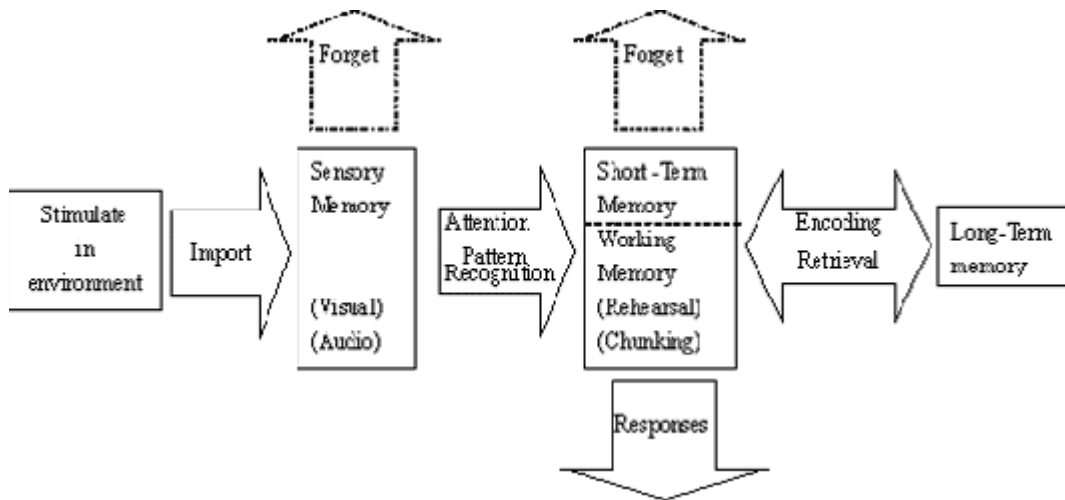 Forget
Forget
Stimulate
in
environment
Import
Sensory
Memory
(Visual)
(Audio)
Attention
Pattern
Recognition
Short-Term
Memory
Working
Memory
(Rehearsal)
(Chunking)
Encoding
Retrieval
Long-Term
memory
Responses